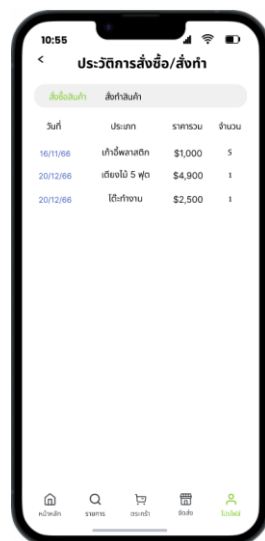 10:55
ประวัติการสั่งซื้อ/สั่งทำ
สั่งซื้อสินค้า สั่งทำสินค้า
วันที่ ประเภท ราคารวม จำนวน
16/11/66 เก้าอี้พลาสติก $1,000 5
20/12/66 เตียงไม้ 5 ฟุต $4,900 1
20/12/66 โต๊ะทำงาน $2,500 1
หน้าหลัก รายการ ตระกร้า จัดส่ง โปรไฟล์